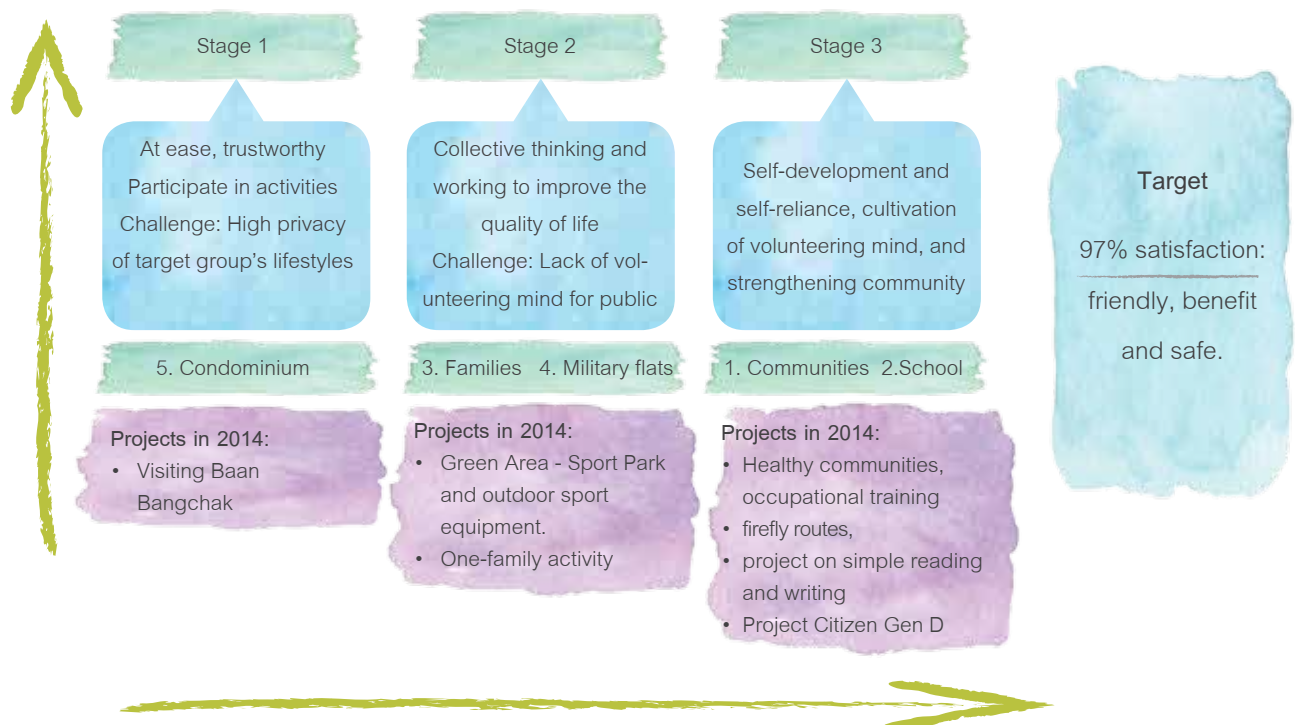 Stage 1
At ease, trustworthy
Participate in activities
Challenge: High privacy
of target group's lifestyles
5. Condominium
Projects in 2014:
• Visiting Baan
Bangchak
Stage 2
Collective thinking and
working to improve the
quality of life
Challenge: Lack of vol-
unteering mind for public
3. Families 4. Military flats
Projects in 2014:
• Green Area - Sport Park
and outdoor sport
equipment.
• One-family activity
Stage 3
Self-development and
self-reliance, cultivation
of volunteering mind, and
strengthening community
1. Communities 2.School
Projects in 2014:
• Healthy communities,
occupational training
• firefly routes,
• project on simple reading
and writing
• Project Citizen Gen D
Target
97% satisfaction:
friendly, benefit
and safe.